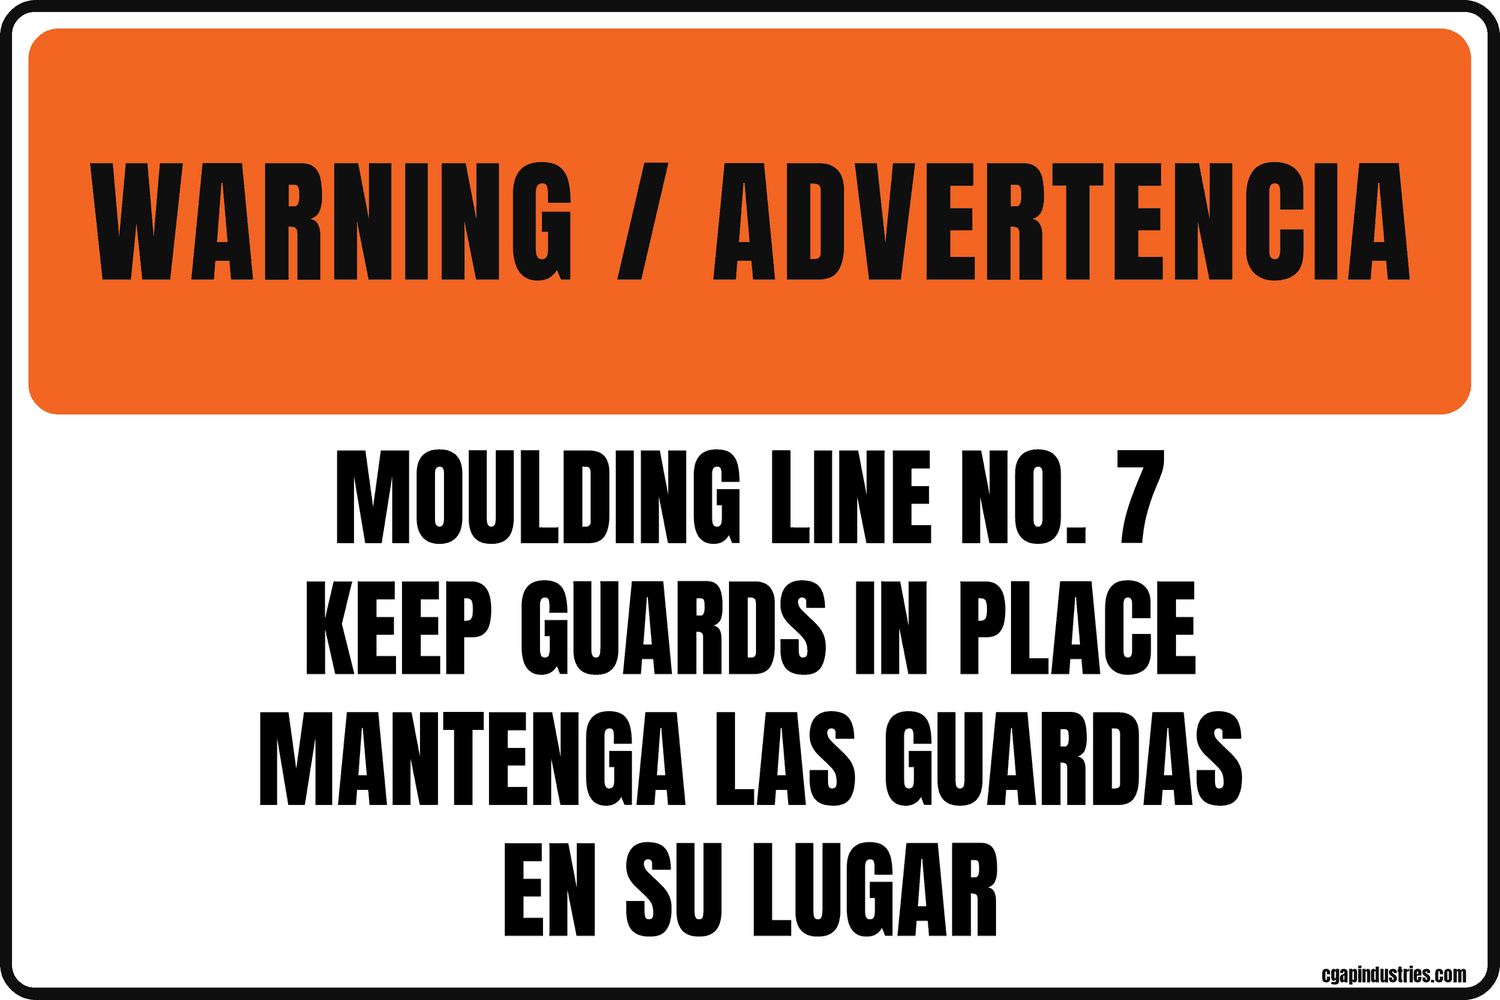 WARNING / ADVERTENCIA
MOULDING LINE NO. 7
KEEP GUARDS IN PLACE
MANTENGA LAS GUARDAS
EN SU LUGAR
cgapindustries.com